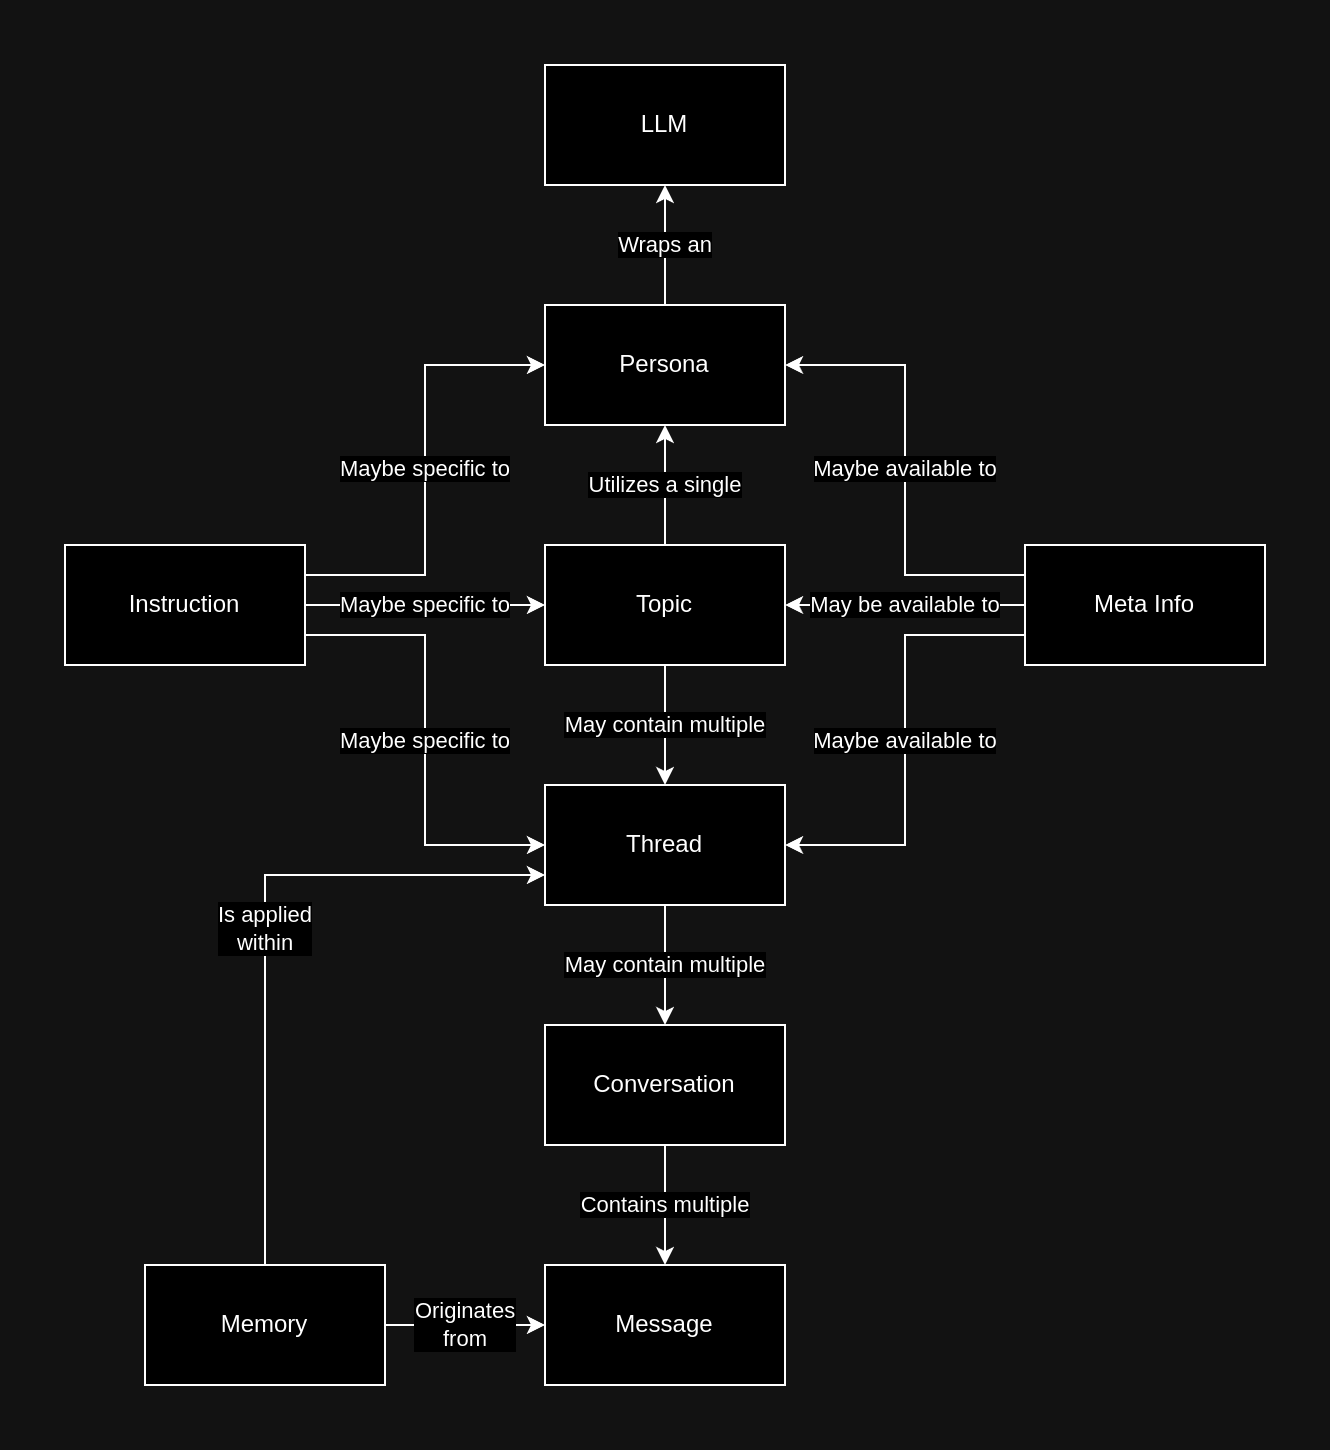 LLM
Wraps an
Persona
Maybe specific to
Utilizes a single
Maybe available to
Instruction
Maybe specific to
Topic
May be available to
Meta Info
Maybe specific to
May contain multiple
Maybe available to
Thread
Is applied
within
May contain multiple
Conversation
Contains multiple
Memory
Originates
from
Message